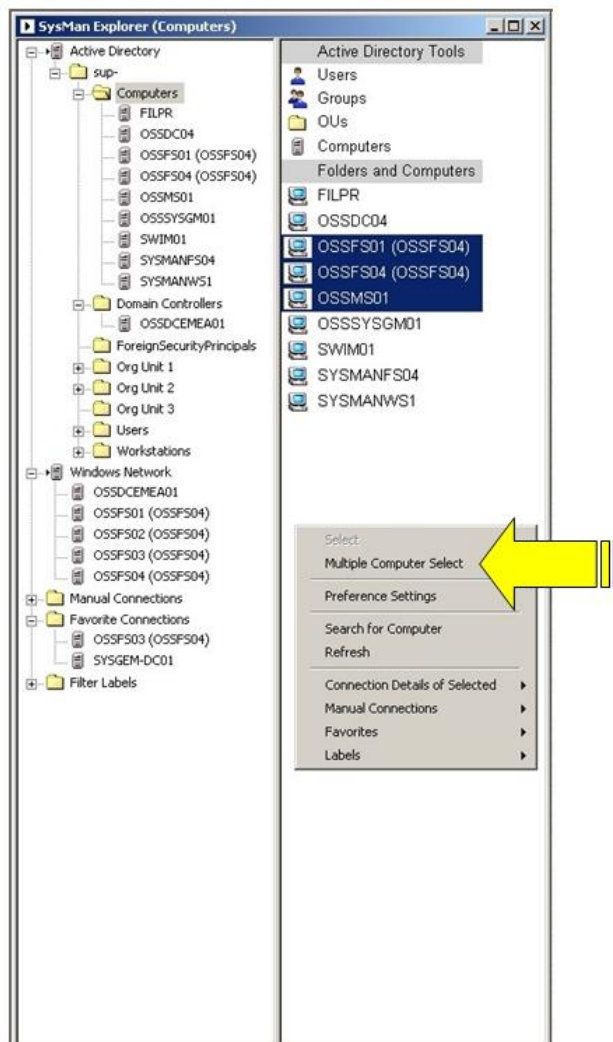 SysMan Explorer (Computers)
Active Directory
sup-
Computers
FILPR
OSSDC04
OSSFS01 (OSSFS04)
OSSFS04 (OSSFS04)
OSSMS01
OSSSYSGM01
SWIM01
SYSMANFS04
SYSMANWS1
Domain Controllers
OSSDCEMEA01
ForeignSecurityPrincipals
Org Unit 1
Org Unit 2
Org Unit 3
Users
Workstations
Windows Network
OSSDCEMEA01
OSSFS01 (OSSFS04)
OSSFS02 (OSSFS04)
OSSFS03 (OSSFS04)
OSSFS04 (OSSFS04)
Manual Connections
Favorite Connections
OSSFS03 (OSSFS04)
SYSGEM-DC01
Filter Labels
Active Directory Tools
Users
Groups
OUs
Computers
Folders and Computers
FILPR
OSSDC04
OSSFS01 (OSSFS04)
OSSFS04 (OSSFS04)
OSSMS01
OSSSYSGM01
SWIM01
SYSMANFS04
SYSMANWS1
Select
Multiple Computer Select
Preference Settings
Search for Computer
Refresh
Connection Details of Selected
Manual Connections
Favorites
Labels